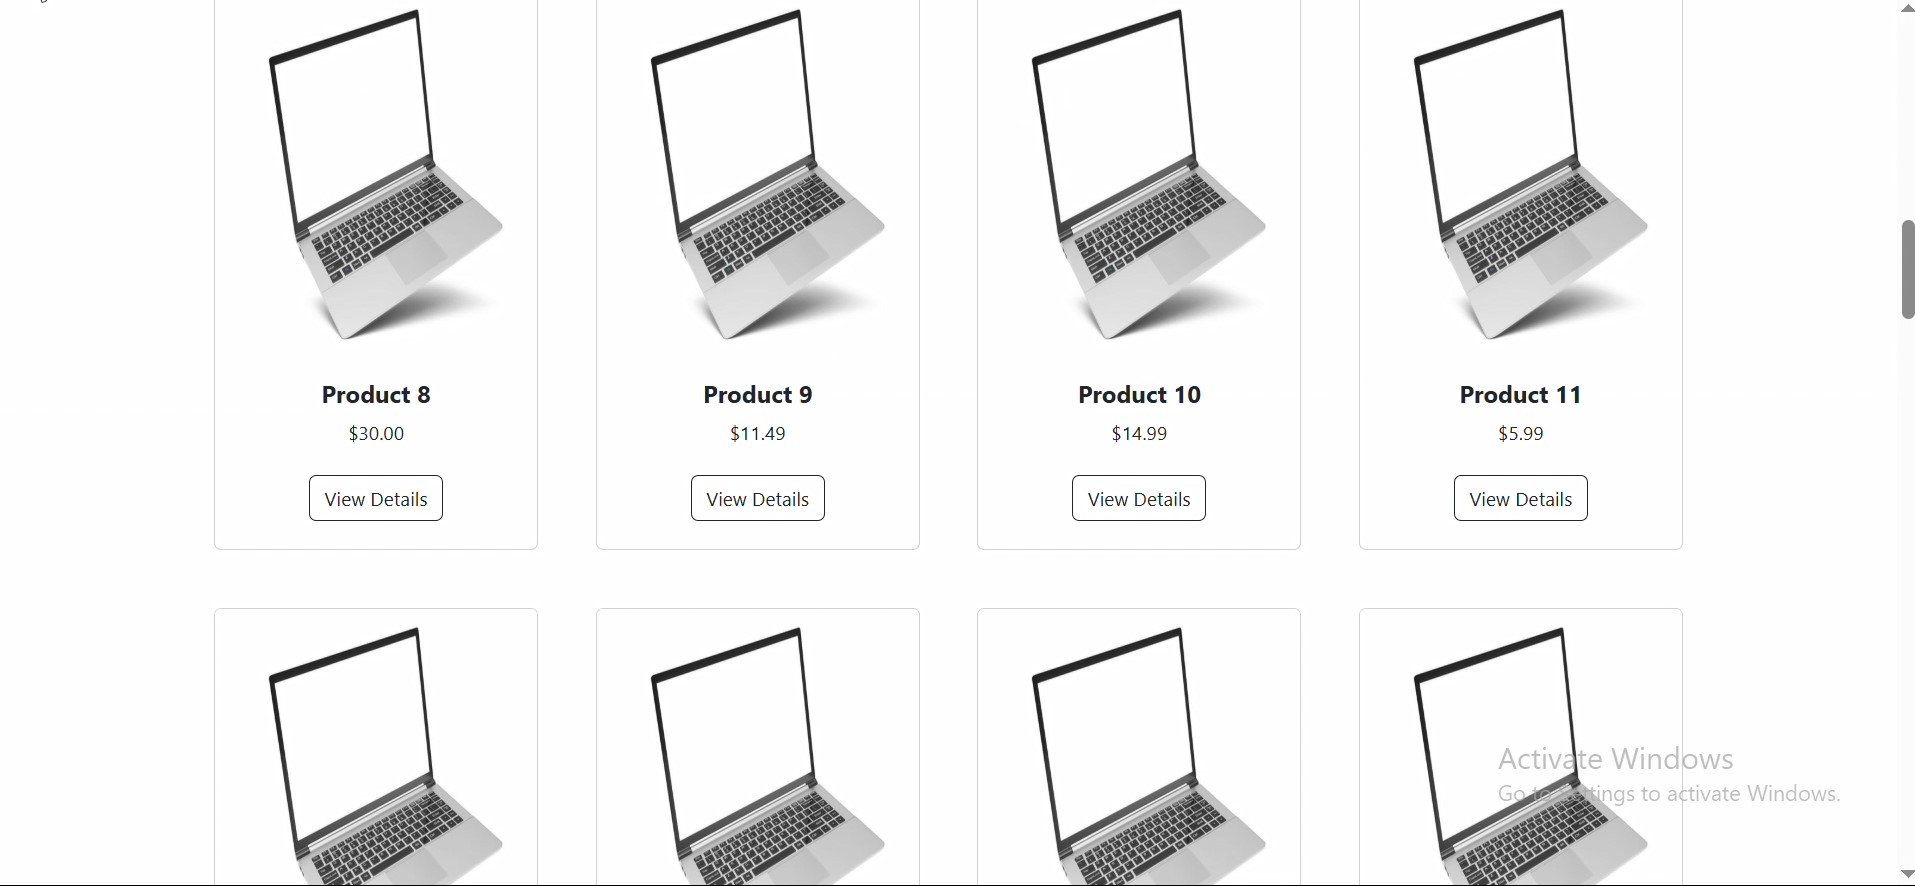 Product 8
$30.00
View Details
Product 9
$11.49
View Details
Product 10
$14.99
View Details
Product 11
$5.99
View Details
Activate Windows
Go to Settings to activate Windows.